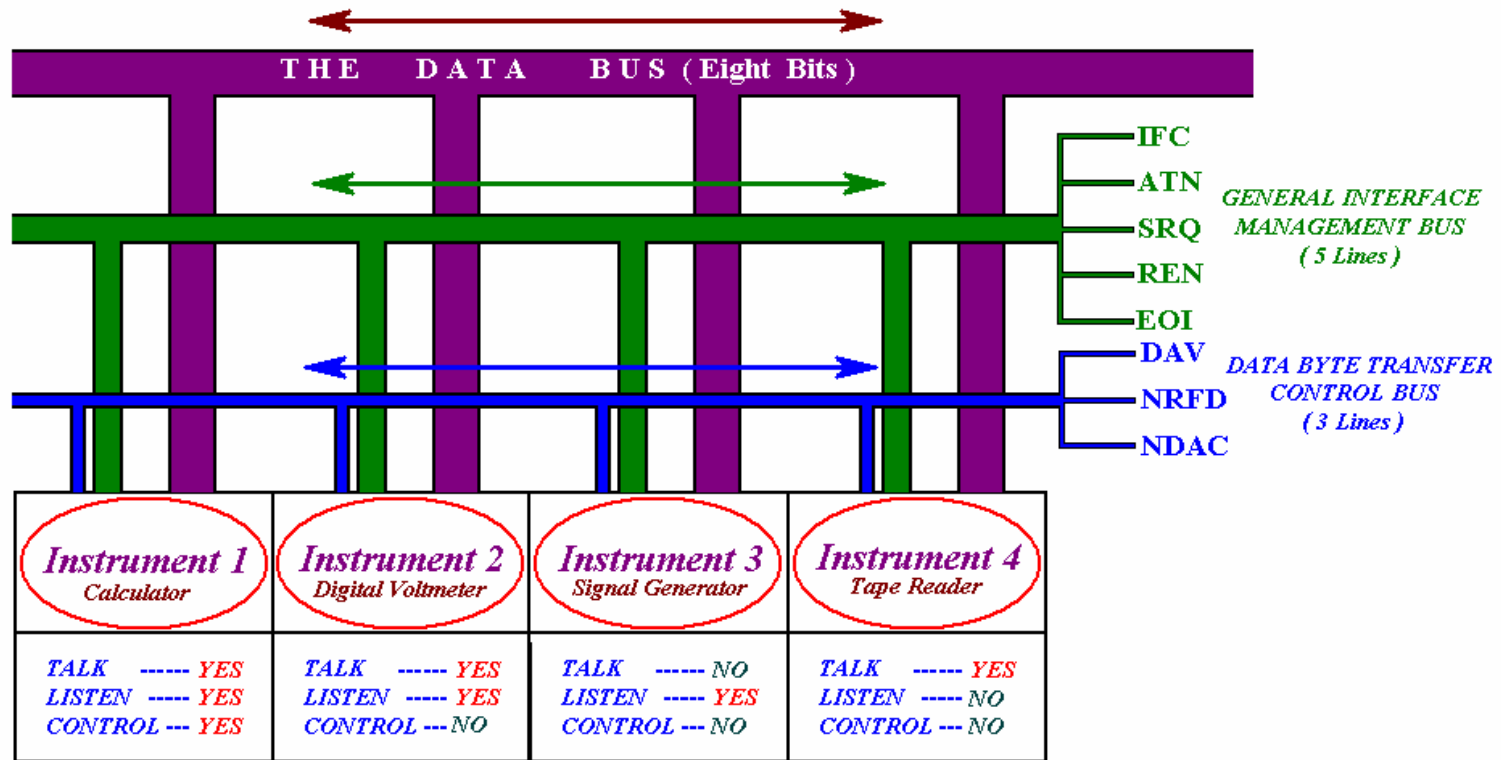 THE DATA BUS (Eight Bits)
IFC
ATN
SRQ
REN
EOI
GENERAL INTERFACE
MANAGEMENT BUS
( 5 Lines )
DAV
NRFD
NDAC
DATA BYTE TRANSFER
CONTROL BUS
( 3 Lines )
Instrument 1
Calculator
TALK ------ YES
LISTEN ----- YES
CONTROL --- YES
Instrument 2
Digital Voltmeter
TALK ------ YES
LISTEN ----- YES
CONTROL --- NO
Instrument 3
Signal Generator
TALK ------ NO
LISTEN ----- YES
CONTROL --- NO
Instrument 4
Tape Reader
TALK ------ YES
LISTEN ----- NO
CONTROL --- NO